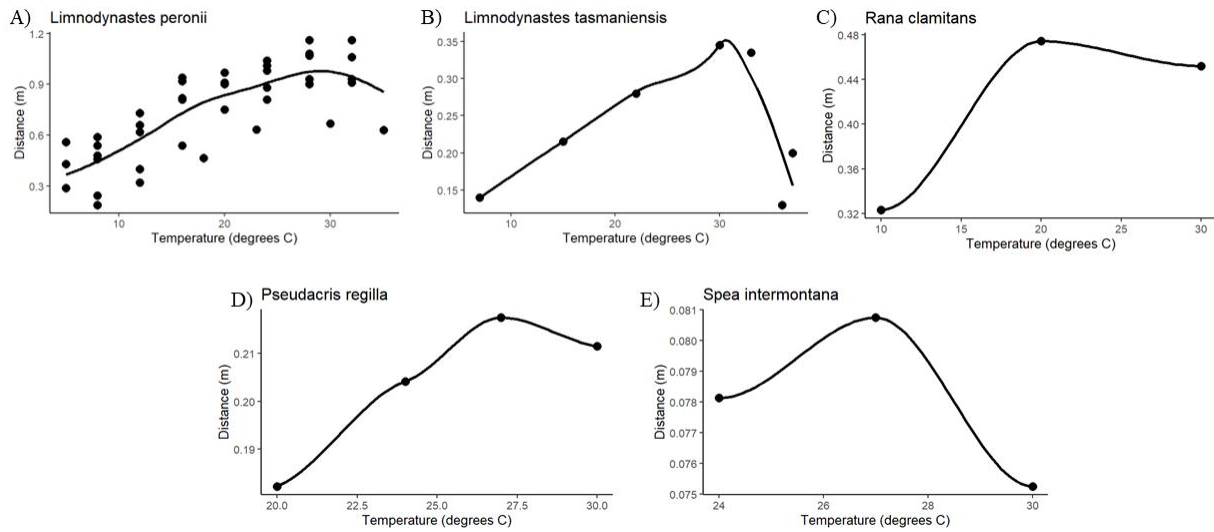 A) Limnodynastes peronii
1.2
0.9
0.6
0.3
Distance (m)
10 20 30
Temperature (degrees C)
B) Limnodynastes tasmaniensis
0.35
0.30
0.25
0.20
0.15
Distance (m)
10 20 30
Temperature (degrees C)
C) Rana clamitans
0.48
0.44
0.40
0.36
0.32
Distance (m)
10 15 20 25 30
Temperature (degrees C)
D) Pseudacris regilla
0.21
0.20
0.19
Distance (m)
20.0 22.5 25.0 27.5 30.0
Temperature (degrees C)
E) Spea intermontana
0.081
0.080
0.079
0.078
0.077
0.076
0.075
Distance (m)
24 26 28 30
Temperature (degrees C)